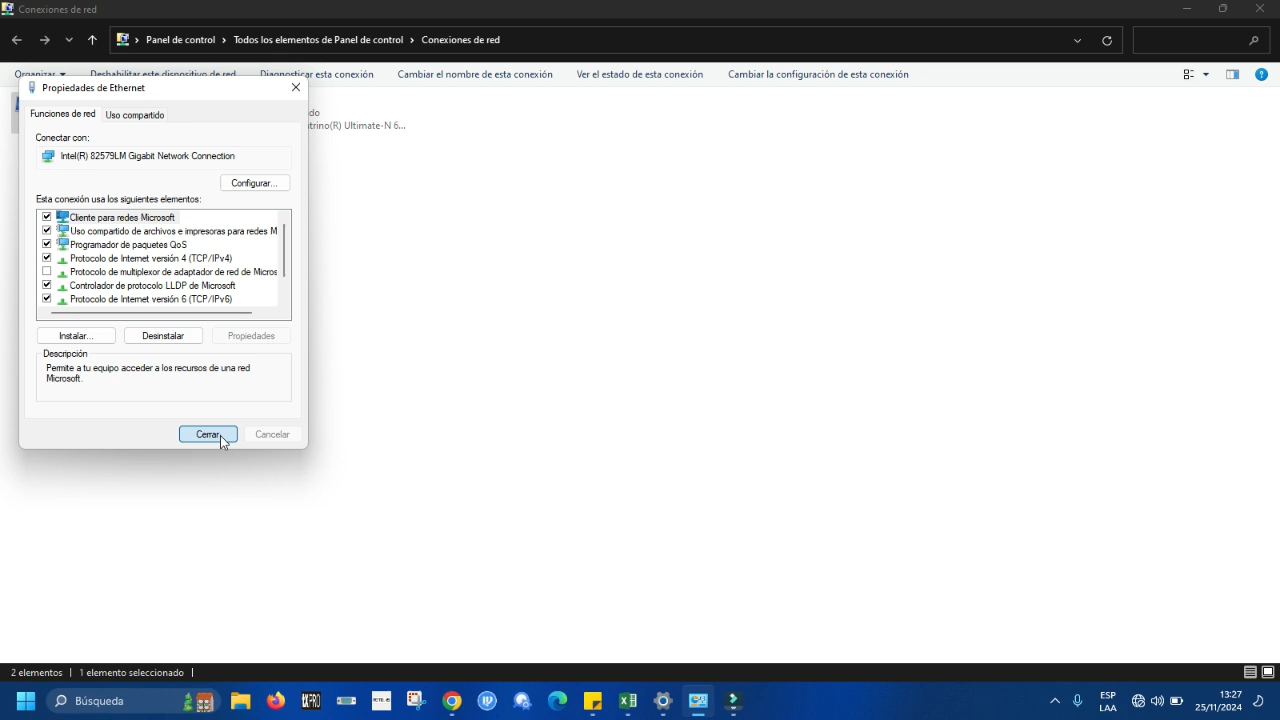 Conexiones de red
Panel de control > Todos los elementos de Panel de control > Conexiones de red
Organizar Deshabilitar este dispositivo de red Diagnosticar esta conexión Cambiar el nombre de esta conexión Ver el estado de esta conexión Cambiar la configuración de esta conexión
Propiedades de Ethernet
Funciones de red Uso compartido
Conectar con:
Intel(R) 82579LM Gigabit Network Connection
Configurar...
Esta conexión usa los siguientes elementos:
Cliente para redes Microsoft
Uso compartido de archivos e impresoras para redes M
Programador de paquetes QoS
Protocolo de Internet versión 4 (TCP/IPv4)
Protocolo de multiplexor de adaptador de red de Micros
Controlador de protocolo LLDP de Microsoft
Protocolo de Internet versión 6 (TCP/IPv6)
Instalar... Desinstalar Propiedades
Descripción
Permite a tu equipo acceder a los recursos de una red
Microsoft.
Cerrar Cancelar
do
trino(R) Ultimate-N 6...
2 elementos 1 elemento seleccionado
Búsqueda
PRO
ESP
LAA
13:27
25/11/2024